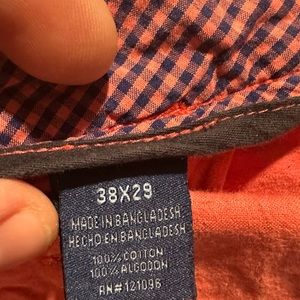 38X29
MADE IN BANGLADESH
HECHO EN BANGLADESH
100% COTTON
100% ALGODON
RN#121096